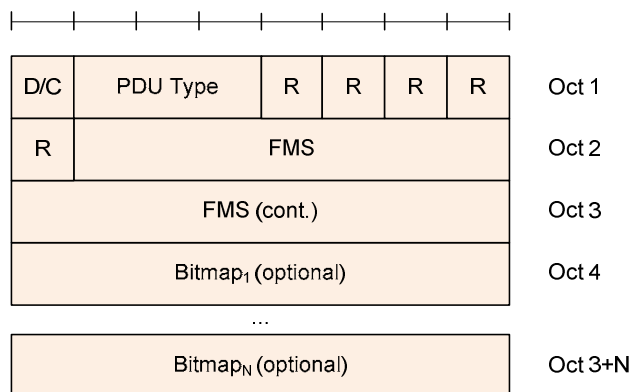 D/C PDU Type R R R R Oct 1
R FMS Oct 2
FMS (cont.) Oct 3
Bitmap1 (optional) Oct 4
...
BitmapN (optional) Oct 3+N